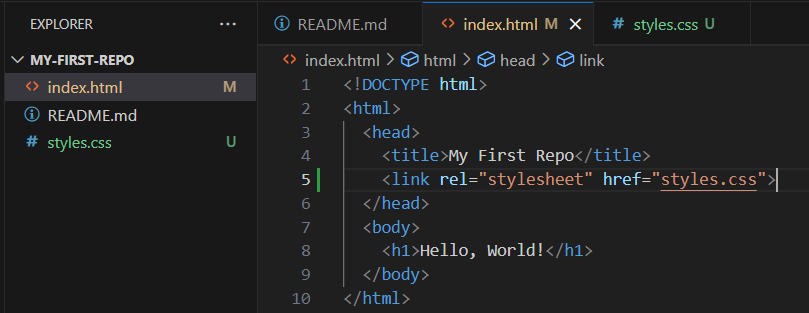 EXPLORER ...
README.md
index.html M
styles.css U
MY-FIRST-REPO
index.html M
README.md
styles.css U
index.html > html > head > link
1 <!DOCTYPE html>
2 <html>
3 <head>
4 <title>My First Repo</title>
5 <link rel="stylesheet" href="styles.css">
6 </head>
7 <body>
8 <h1>Hello, World!</h1>
9 </body>
10 </html>